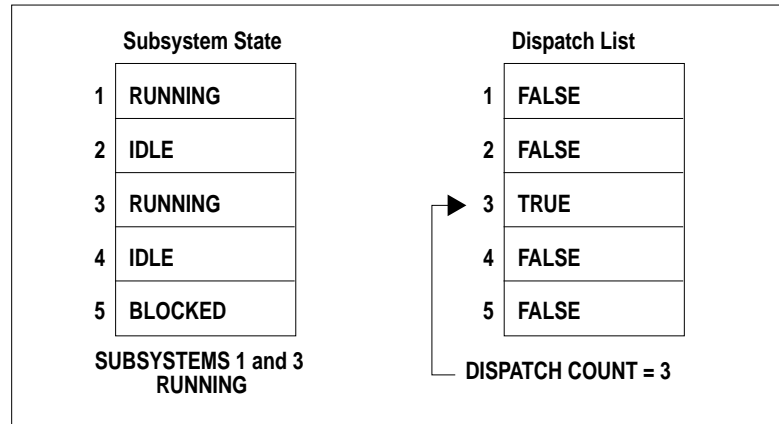 Subsystem State
1 RUNNING
2 IDLE
3 RUNNING
4 IDLE
5 BLOCKED
SUBSYSTEMS 1 and 3
RUNNING
Dispatch List
1 FALSE
2 FALSE
3 TRUE
4 FALSE
5 FALSE
DISPATCH COUNT = 3